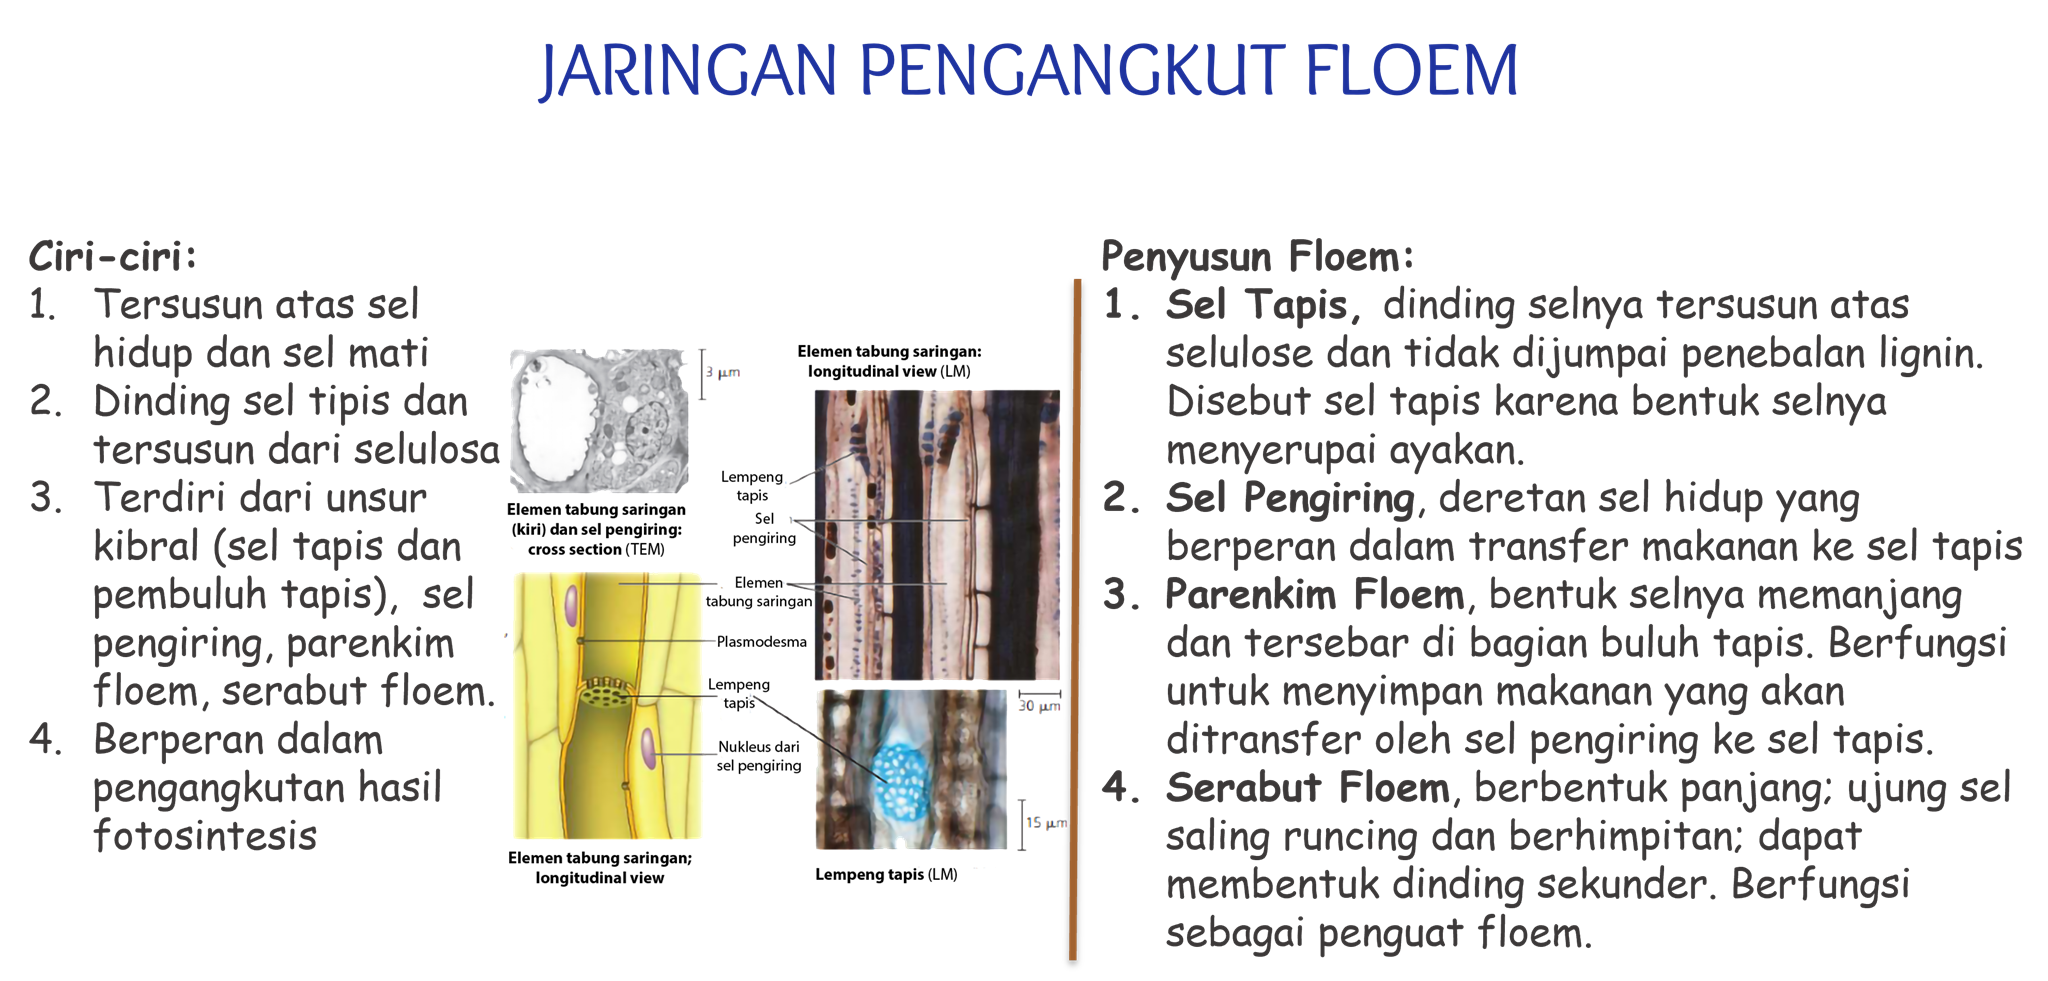 JARINGAN PENGANGKUT FLOEM
Ciri-ciri:
1. Tersusun atas sel
hidup dan sel mati
2. Dinding sel tipis dan
tersusun dari selulosa
3. Terdiri dari unsur
kibral (sel tapis dan
pembuluh tapis), sel
pengiring, parenkim
floem, serabut floem.
4. Berperan dalam
pengangkutan hasil
fotosintesis
3 μm
Elemen tabung saringan
(kiri) dan sel pengiring:
cross section (TEM)
Elemen tabung saringan:
longitudinal view (LM)
Lempeng
tapis
Sel
pengiring
Elemen
tabung saringan
Plasmodesma
Lempeng
tapis
Nukleus dari
sel pengiring
30 μm
15 μm
Elemen tabung saringan;
longitudinal view
Lempeng tapis (LM)
Penyusun Floem:
1. Sel Tapis, dinding selnya tersusun atas
selulose dan tidak dijumpai penebalan lignin.
Disebut sel tapis karena bentuk selnya
menyerupai ayakan.
2. Sel Pengiring, deretan sel hidup yang
berperan dalam transfer makanan ke sel tapis
3. Parenkim Floem, bentuk selnya memanjang
dan tersebar di bagian buluh tapis. Berfungsi
untuk menyimpan makanan yang akan
ditransfer oleh sel pengiring ke sel tapis.
4. Serabut Floem, berbentuk panjang; ujung sel
saling runcing dan berhimpitan; dapat
membentuk dinding sekunder. Berfungsi
sebagai penguat floem.